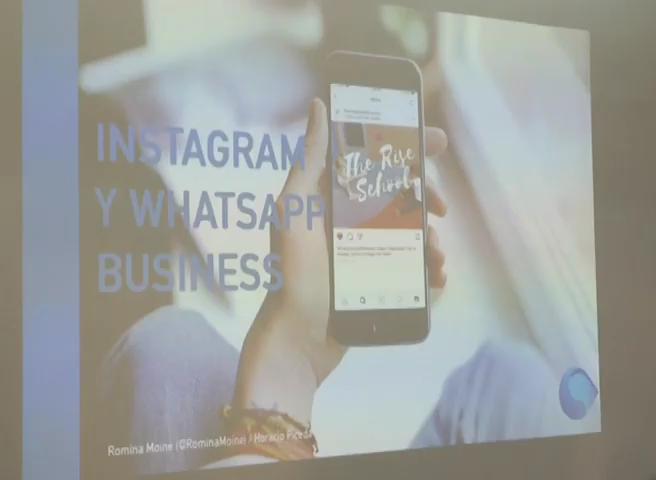 INSTAGRAM
Y WHATSAPP
BUSINESS
The Rise
School
Romina Moine (@RominaMoine) / Horacio